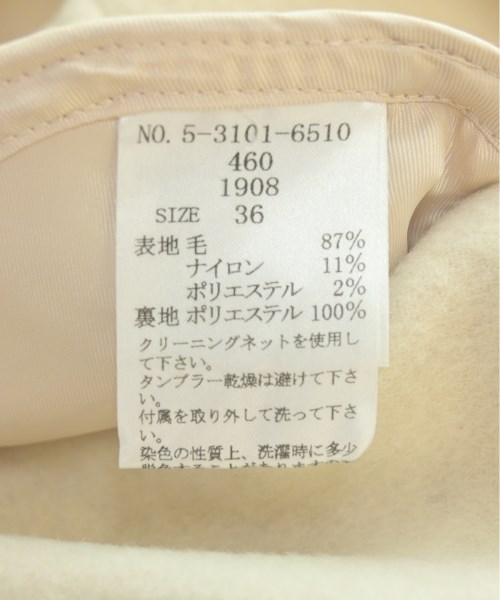 NO. 5-3101-6510
460
1908
SIZE 36
表地 毛 87%
ナイロン 11%
ポリエステル 2%
裏地 ポリエステル 100%
クリーニングネットを使用し
て下さい。
タンブラー乾燥は避けて下さ
い。
付属を取り外して洗って下さ
い。
染色の性質上、洗濯時に多少